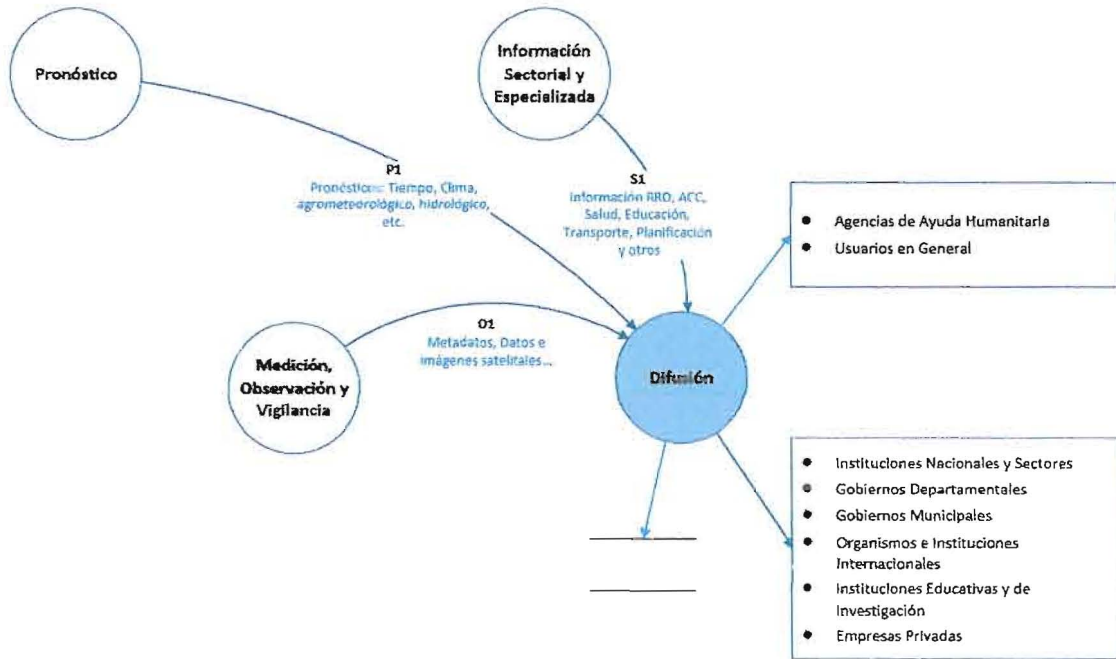 Pronóstico
Información
Sectorial y
Especializada
P1
Pronósticos: Tiempo, Clima,
agrometeorológico, hidrológico,
etc.
S1
Información RRD, ACC,
Salud, Educación,
Transporte, Planificación
y otros
• Agencias de Ayuda Humanitaria
• Usuarios en General
O1
Metadatos, Datos e
imágenes satelitales...
Medición,
Observación y
Vigilancia
Difusión
• Instituciones Nacionales y Sectores
• Gobiernos Departamentales
• Gobiernos Municipales
• Organismos e Instituciones
Internacionales
• Instituciones Educativas y de
Investigación
• Empresas Privadas